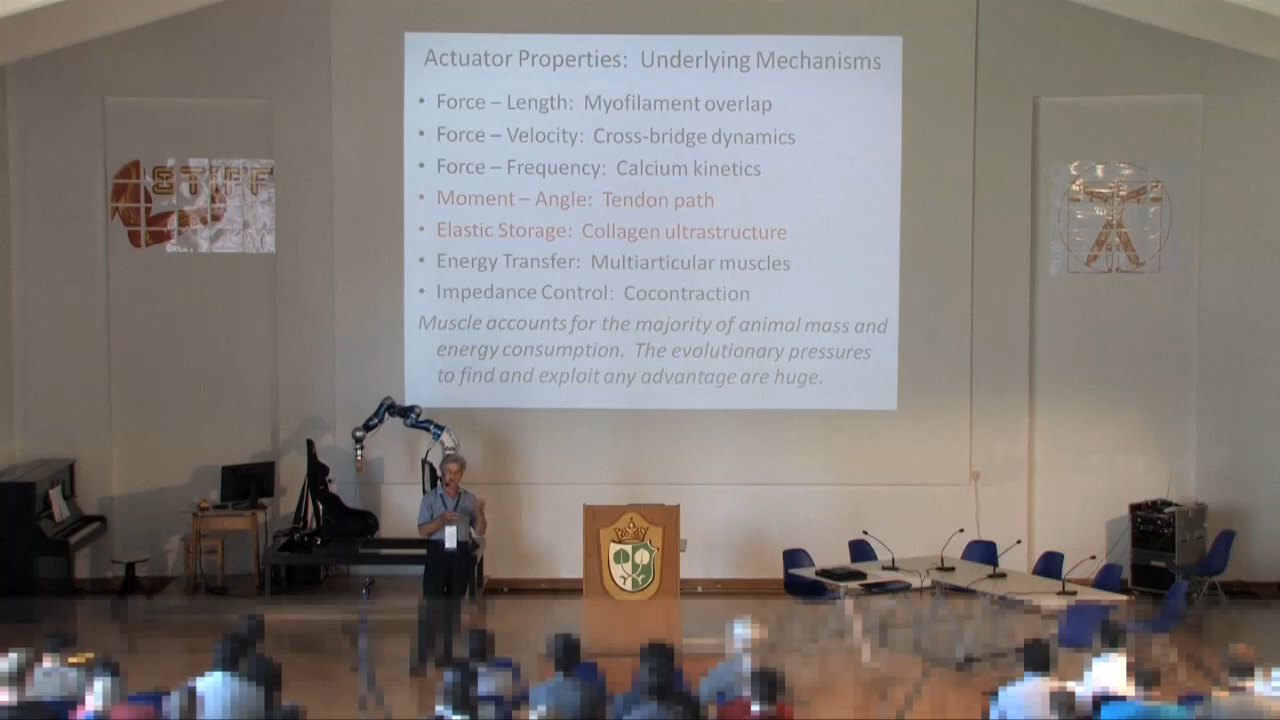 Actuator Properties: Underlying Mechanisms
• Force – Length: Myofilament overlap
• Force – Velocity: Cross-bridge dynamics
• Force – Frequency: Calcium kinetics
• Moment – Angle: Tendon path
• Elastic Storage: Collagen ultrastructure
• Energy Transfer: Multiarticular muscles
• Impedance Control: Cocontraction
Muscle accounts for the majority of animal mass and
energy consumption. The evolutionary pressures
to find and exploit any advantage are huge.
STIFF